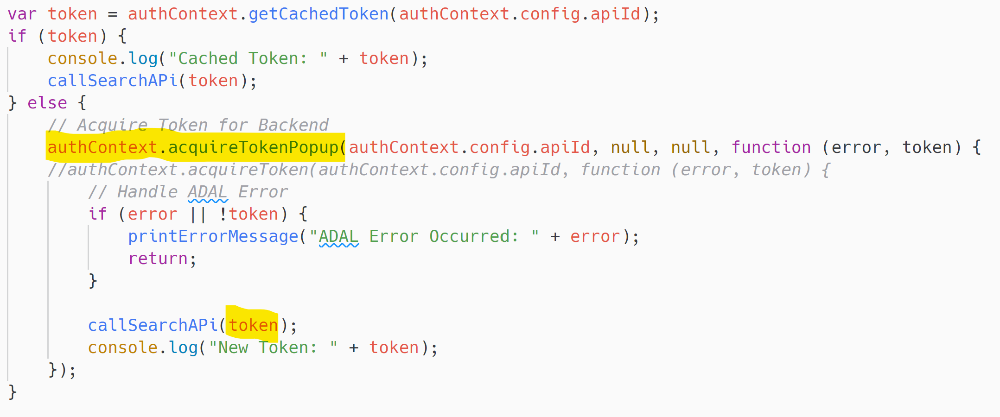 var token = authContext.getCachedToken(authContext.config.apiId);
if (token) {
    console.log("Cached Token: " + token);
    callSearchAPi(token);
} else {
    // Acquire Token for Backend
    authContext.acquireTokenPopup(authContext.config.apiId, null, null, function (error, token) {
    //authContext.acquireToken(authContext.config.apiId, function (error, token) {
        // Handle ADAL Error
        if (error || !token) {
            printErrorMessage("ADAL Error Occurred: " + error);
            return;
        }

        callSearchAPi(token);
        console.log("New Token: " + token);
    });
}